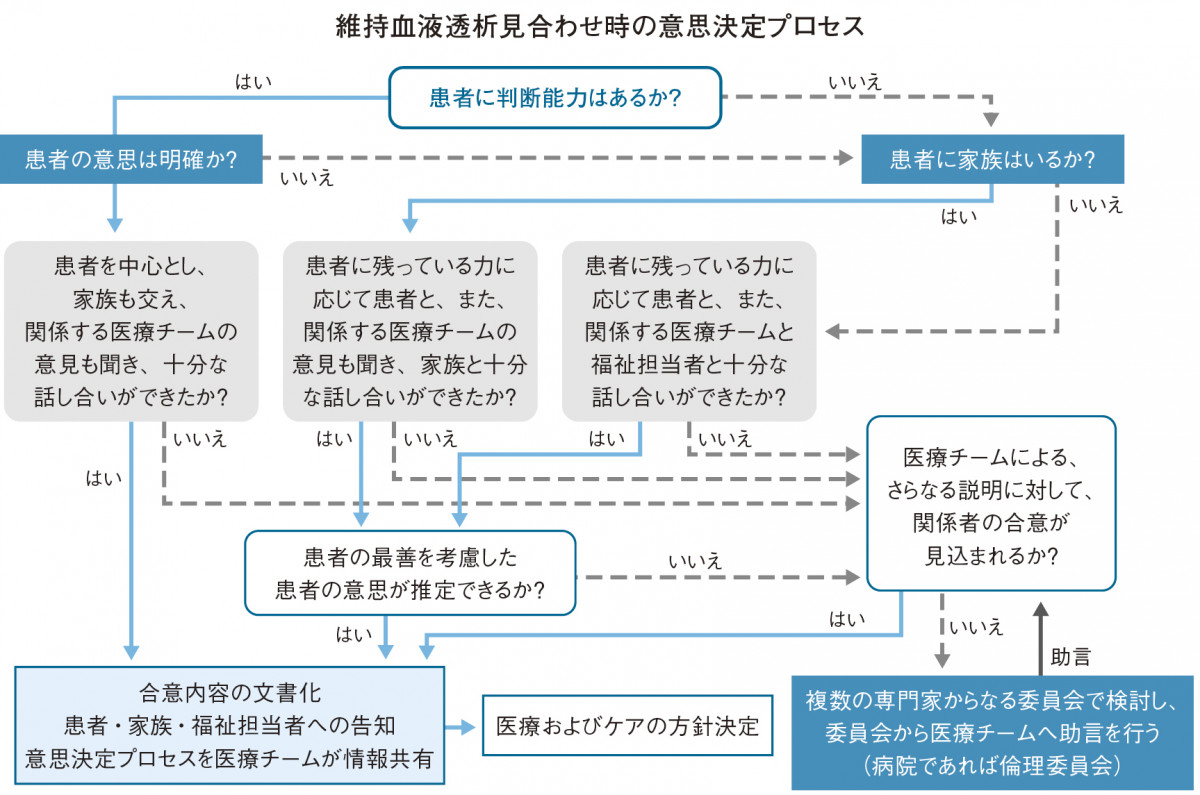 維持血液透析見合わせ時の意思決定プロセス
はい
患者に判断能力はあるか?
いいえ
患者の意思は明確か?
いいえ
患者に家族はいるか?
はい
いいえ
患者を中心とし、
家族も交え、
関係する医療チームの
意見も聞き、十分な
話し合いができたか?
患者に残っている力に
応じて患者と、また、
関係する医療チームの
意見も聞き、家族と十分
な話し合いができたか?
患者に残っている力に
応じて患者と、また、
関係する医療チームと
福祉担当者と十分な
話し合いができたか?
はい
いいえ
はい
いいえ
はい
いいえ
医療チームによる、
さらなる説明に対して、
関係者の合意が
見込まれるか?
患者の最善を考慮した
患者の意思が推定できるか?
いいえ
はい
はい
いいえ
助言
合意内容の文書化
患者・家族・福祉担当者への告知
意思決定プロセスを医療チームが情報共有
医療およびケアの方針決定
複数の専門家からなる委員会で検討し、
委員会から医療チームへ助言を行う
(病院であれば倫理委員会)